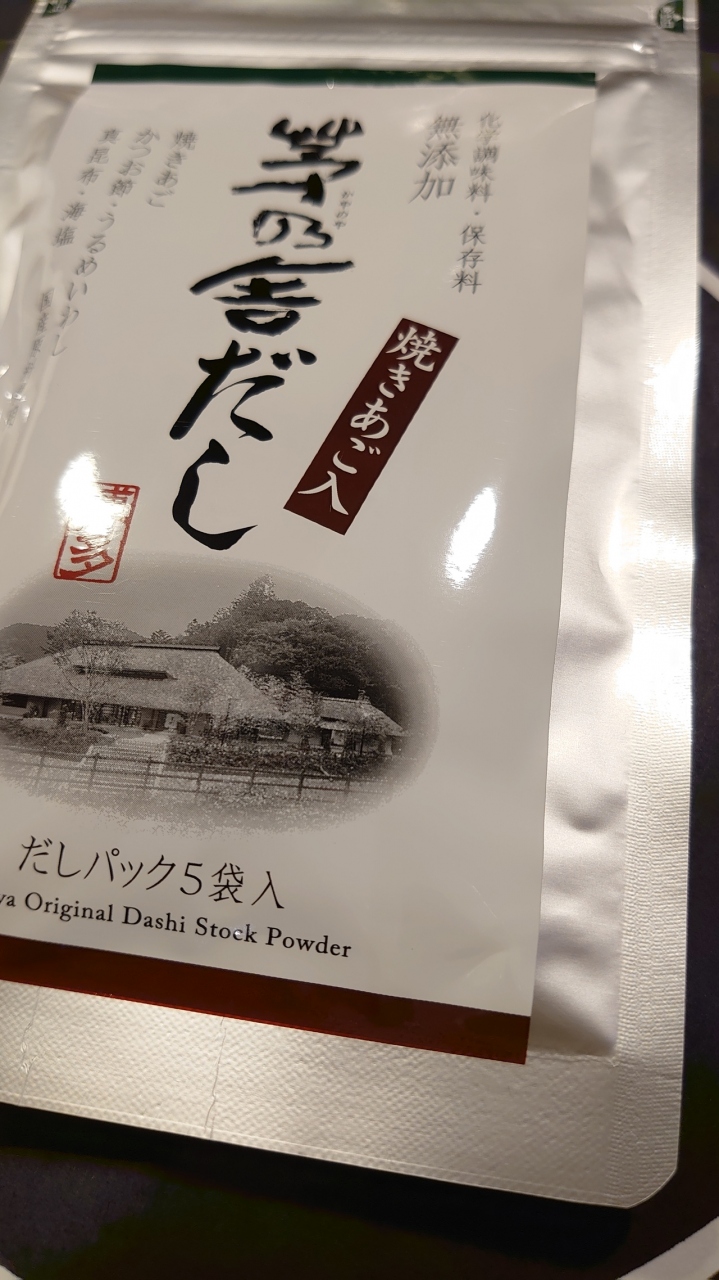 化学調味料・保存料
無添加
茅乃舎だし
かやのや
焼きあご入
焼きあご
かつお節・うるめいわし
真昆布・海塩
だしパック5袋入
Original Dashi Stock Powder